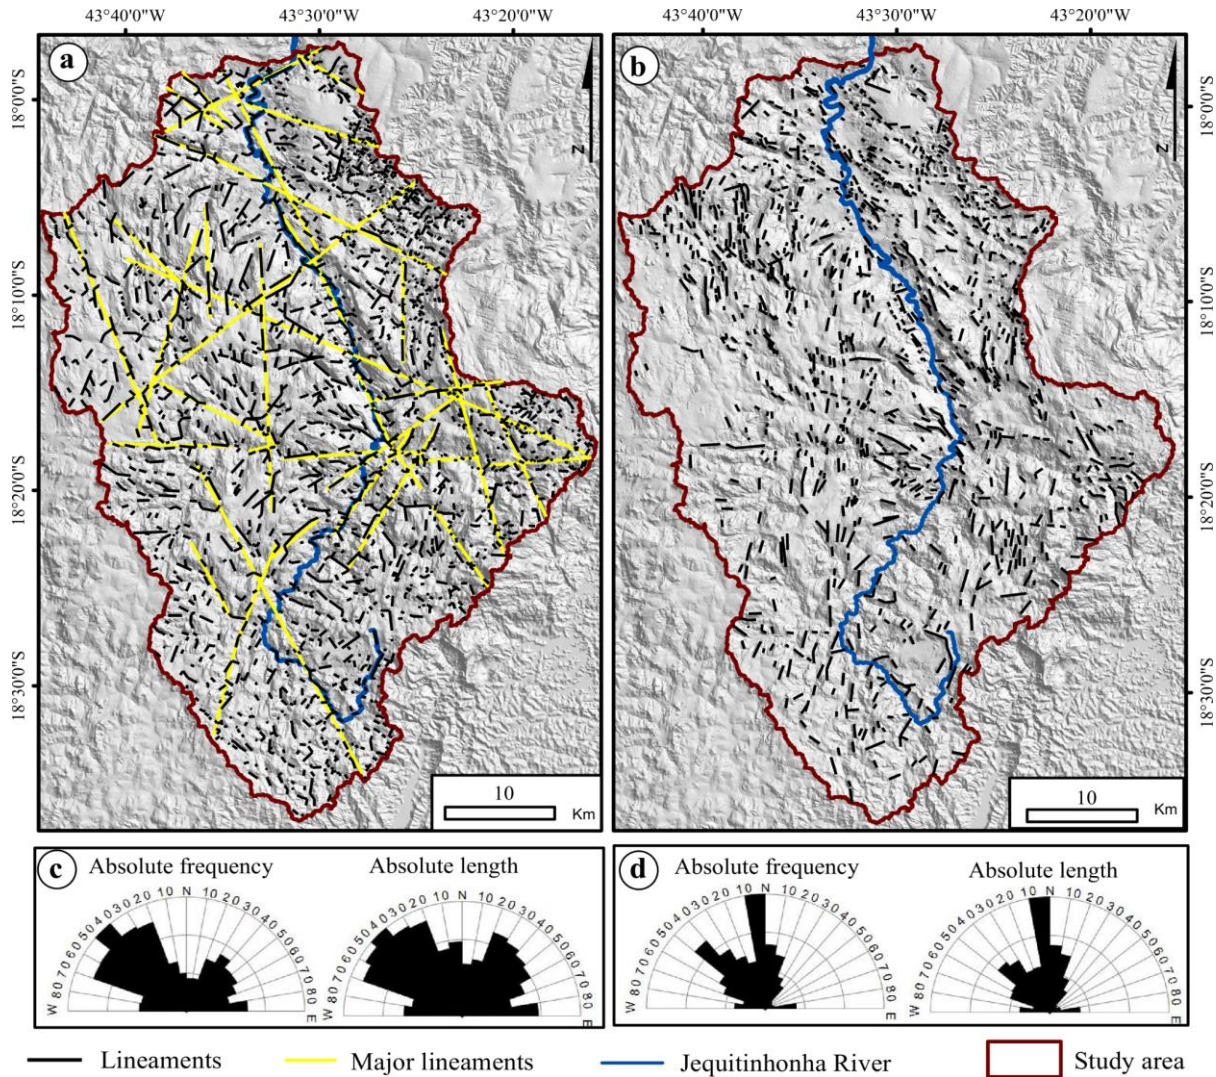 43°40'0"W 43°30'0"W 43°20'0"W 43°40'0"W 43°30'0"W 43°20'0"W
a
b
18°0'0"S
18°10'0"S
18°20'0"S
18°30'0"S
18°0'0"S
18°10'0"S
18°20'0"S
18°30'0"S
N
N
10
Km
10
Km
c
Absolute frequency
Absolute length
W 80 70 60 50 40 30 20 10 N 10 20 30 40 50 60 70 80 E
W 80 70 60 50 40 30 20 10 N 10 20 30 40 50 60 70 80 E
d
Absolute frequency
Absolute length
W 80 70 60 50 40 30 20 10 N 10 20 30 40 50 60 70 80 E
W 80 70 60 50 40 30 20 10 N 10 20 30 40 50 60 70 80 E
Lineaments Major lineaments Jequitinhonha River Study area